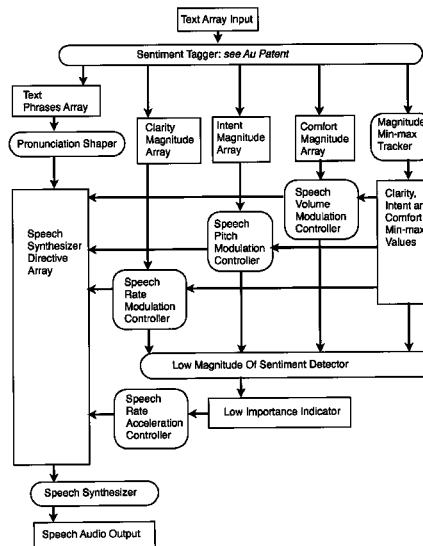 Text Array Input
Sentiment Tagger: see Au Patent
Text
Phrases Array
Clarity
Magnitude
Array
Intent
Magnitude
Array
Comfort
Magnitude
Array
Magnitude
Min-max
Tracker
Pronunciation Shaper
Speech
Synthesizer
Directive
Array
Speech
Volume
Modulation
Controller
Clarity,
Intent and
Comfort
Min-max
Values
Speech
Pitch
Modulation
Controller
Speech
Rate
Modulation
Controller
Low Magnitude Of Sentiment Detector
Speech
Rate
Acceleration
Controller
Low Importance Indicator
Speech Synthesizer
Speech Audio Output